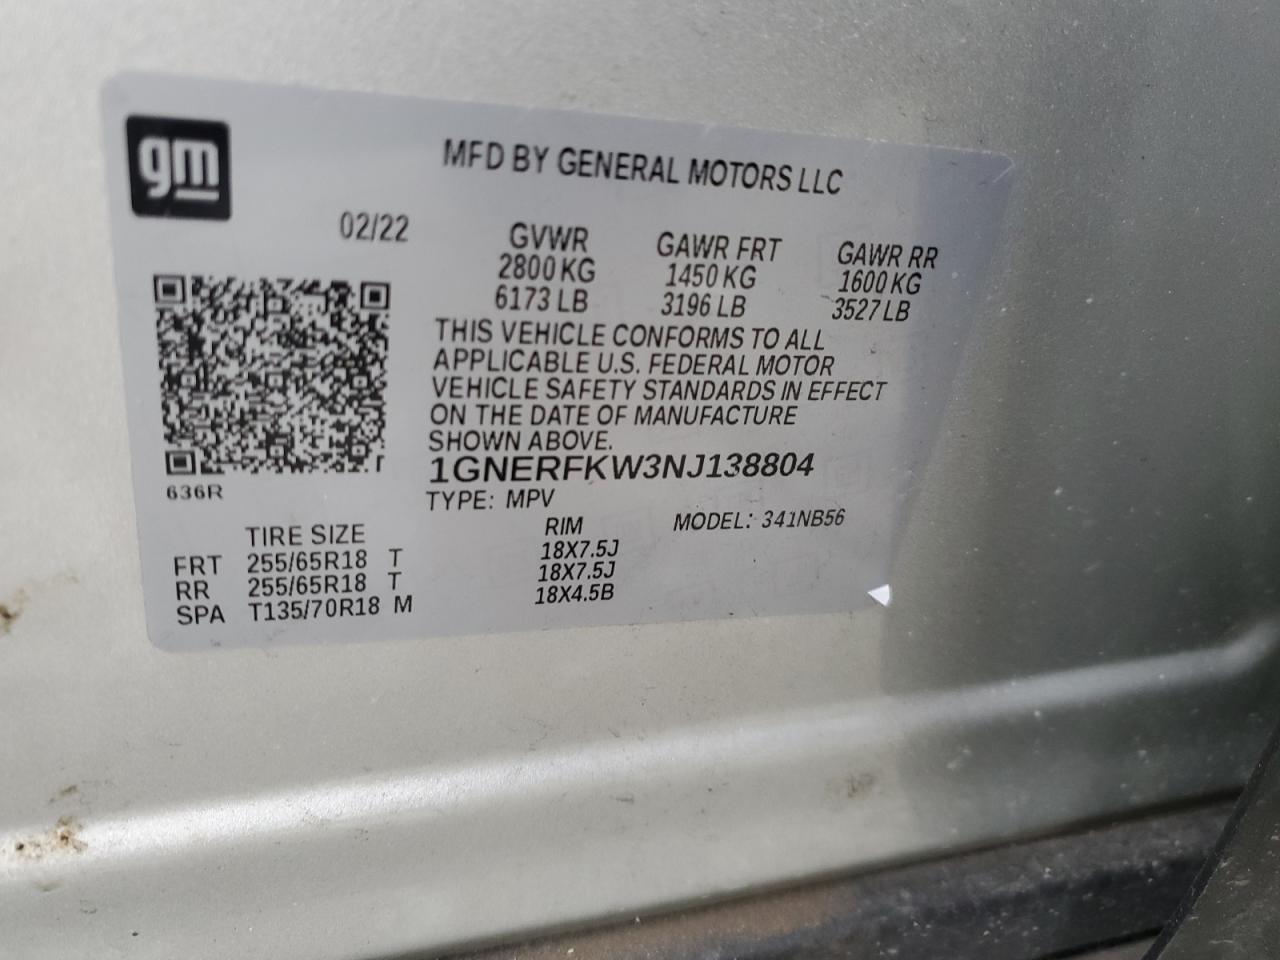 gm
MFD BY GENERAL MOTORS LLC
02/22
GVWR GAWR FRT GAWR RR
2800 KG 1450 KG 1600 KG
6173 LB 3196 LB 3527 LB
THIS VEHICLE CONFORMS TO ALL
APPLICABLE U.S. FEDERAL MOTOR
VEHICLE SAFETY STANDARDS IN EFFECT
ON THE DATE OF MANUFACTURE
SHOWN ABOVE.
1GNERFKW3NJ138804
636R
TYPE: MPV
MODEL: 341NB56
TIRE SIZE RIM
FRT 255/65R18 T 18X7.5J
RR 255/65R18 T 18X7.5J
SPA T135/70R18 M 18X4.5B